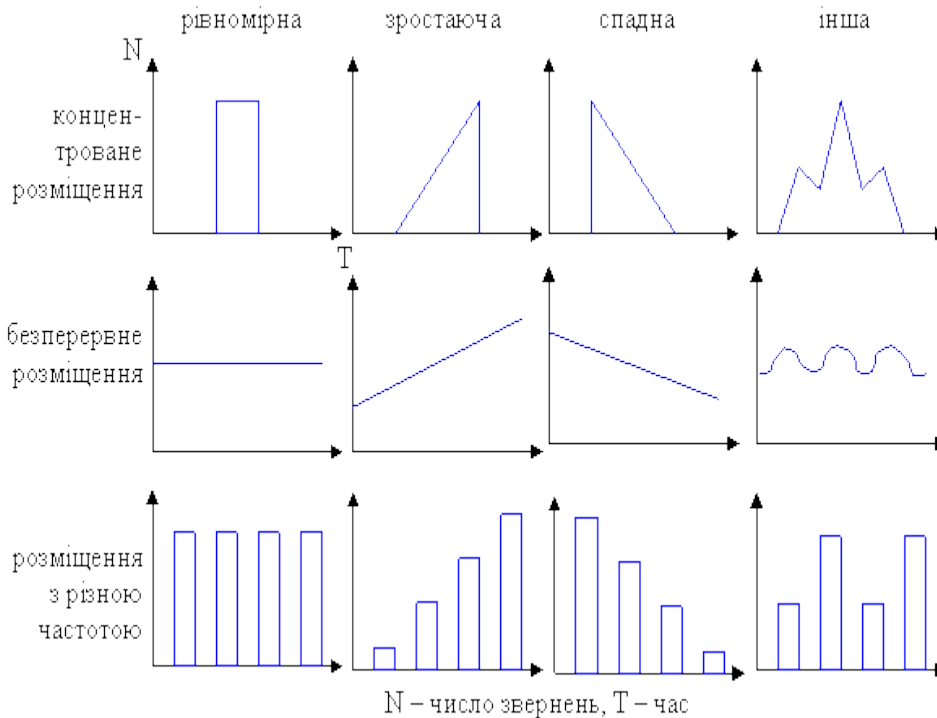 рівномірна зростаюча спадна інша
N
концен-
троване
розміщення
T
безперервне
розміщення
розміщення
з різною
частотою
N – число звернень, T – час